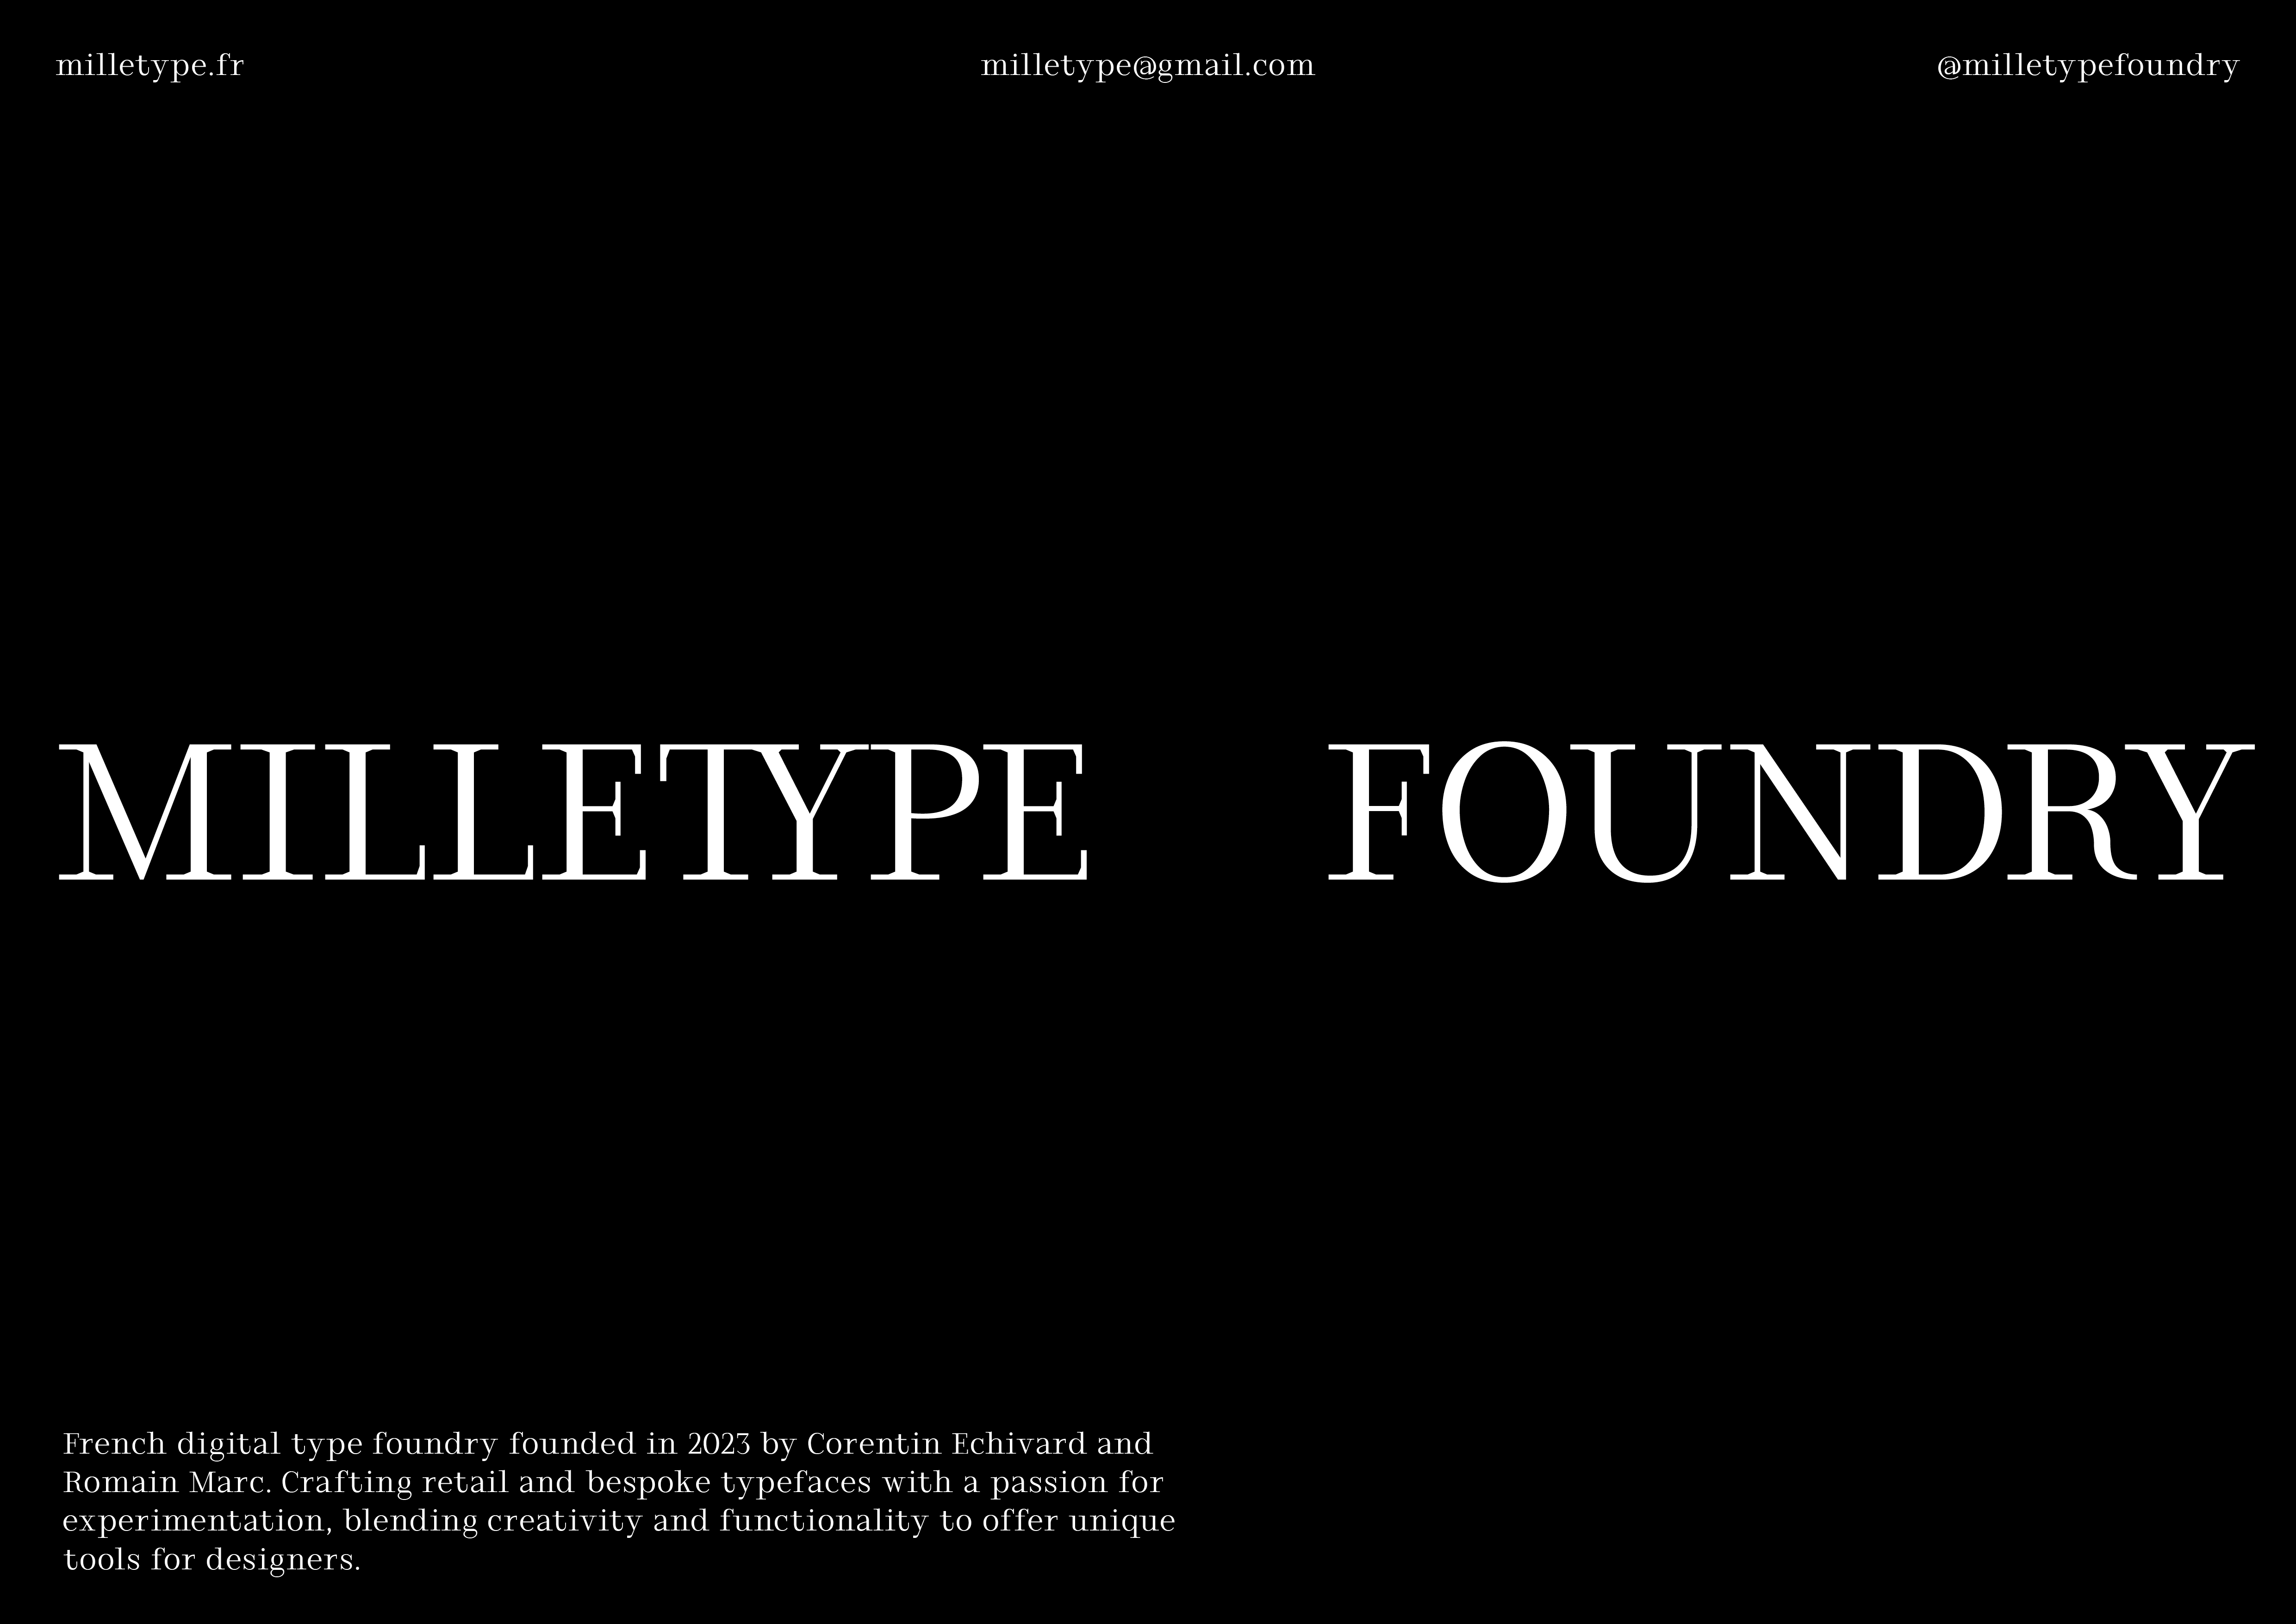 milletype.fr milletype@gmail.com @milletypefoundry
MILLETYPE FOUNDRY
French digital type foundry founded in 2023 by Corentin Echivard and
Romain Marc. Crafting retail and bespoke typefaces with a passion for
experimentation, blending creativity and functionality to offer unique
tools for designers.